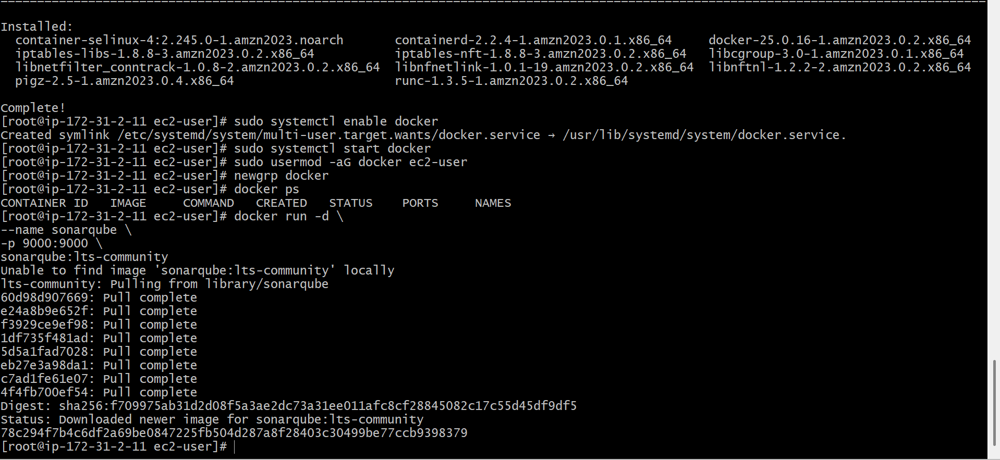 Installed:
  container-selinux-4:2.245.0-1.amzn2023.noarch       containerd-2.2.4-1.amzn2023.0.1.x86_64     docker-25.0.16-1.amzn2023.0.2.x86_64
  iptables-libs-1.8.8-3.amzn2023.0.2.x86_64           iptables-nft-1.8.8-3.amzn2023.0.2.x86_64   libcgroup-3.0-1.amzn2023.0.1.x86_64
  libnetfilter_conntrack-1.0.8-2.amzn2023.0.2.x86_64  libnfnetlink-1.0.1-19.amzn2023.0.2.x86_64  libnftnl-1.2.2-2.amzn2023.0.2.x86_64
  pigz-2.5-1.amzn2023.0.4.x86_64                      runc-1.3.5-1.amzn2023.0.2.x86_64
Complete!
[root@ip-172-31-2-11 ec2-user]# sudo systemctl enable docker
Created symlink /etc/systemd/system/multi-user.target.wants/docker.service → /usr/lib/systemd/system/docker.service.
[root@ip-172-31-2-11 ec2-user]# sudo systemctl start docker
[root@ip-172-31-2-11 ec2-user]# sudo usermod -aG docker ec2-user
[root@ip-172-31-2-11 ec2-user]# newgrp docker
[root@ip-172-31-2-11 ec2-user]# docker ps
CONTAINER ID   IMAGE     COMMAND   CREATED   STATUS    PORTS     NAMES
[root@ip-172-31-2-11 ec2-user]# docker run -d \
--name sonarqube \
-p 9000:9000 \
sonarqube:lts-community
Unable to find image 'sonarqube:lts-community' locally
lts-community: Pulling from library/sonarqube
60d98d907669: Pull complete
e24a8b9e652f: Pull complete
f3929ce9ef98: Pull complete
1df735f481ad: Pull complete
5d5a1fad7028: Pull complete
eb27e3a98da1: Pull complete
c7ad1fe61e07: Pull complete
4f4fb700ef54: Pull complete
Digest: sha256:f709975ab31d2d08f5a3ae2dc73a31ee011afc8cf28845082c17c55d45df9df5
Status: Downloaded newer image for sonarqube:lts-community
78c294f7b4c6df2a69be0847225fb504d287a8f28403c30499be77ccb9398379
[root@ip-172-31-2-11 ec2-user]#